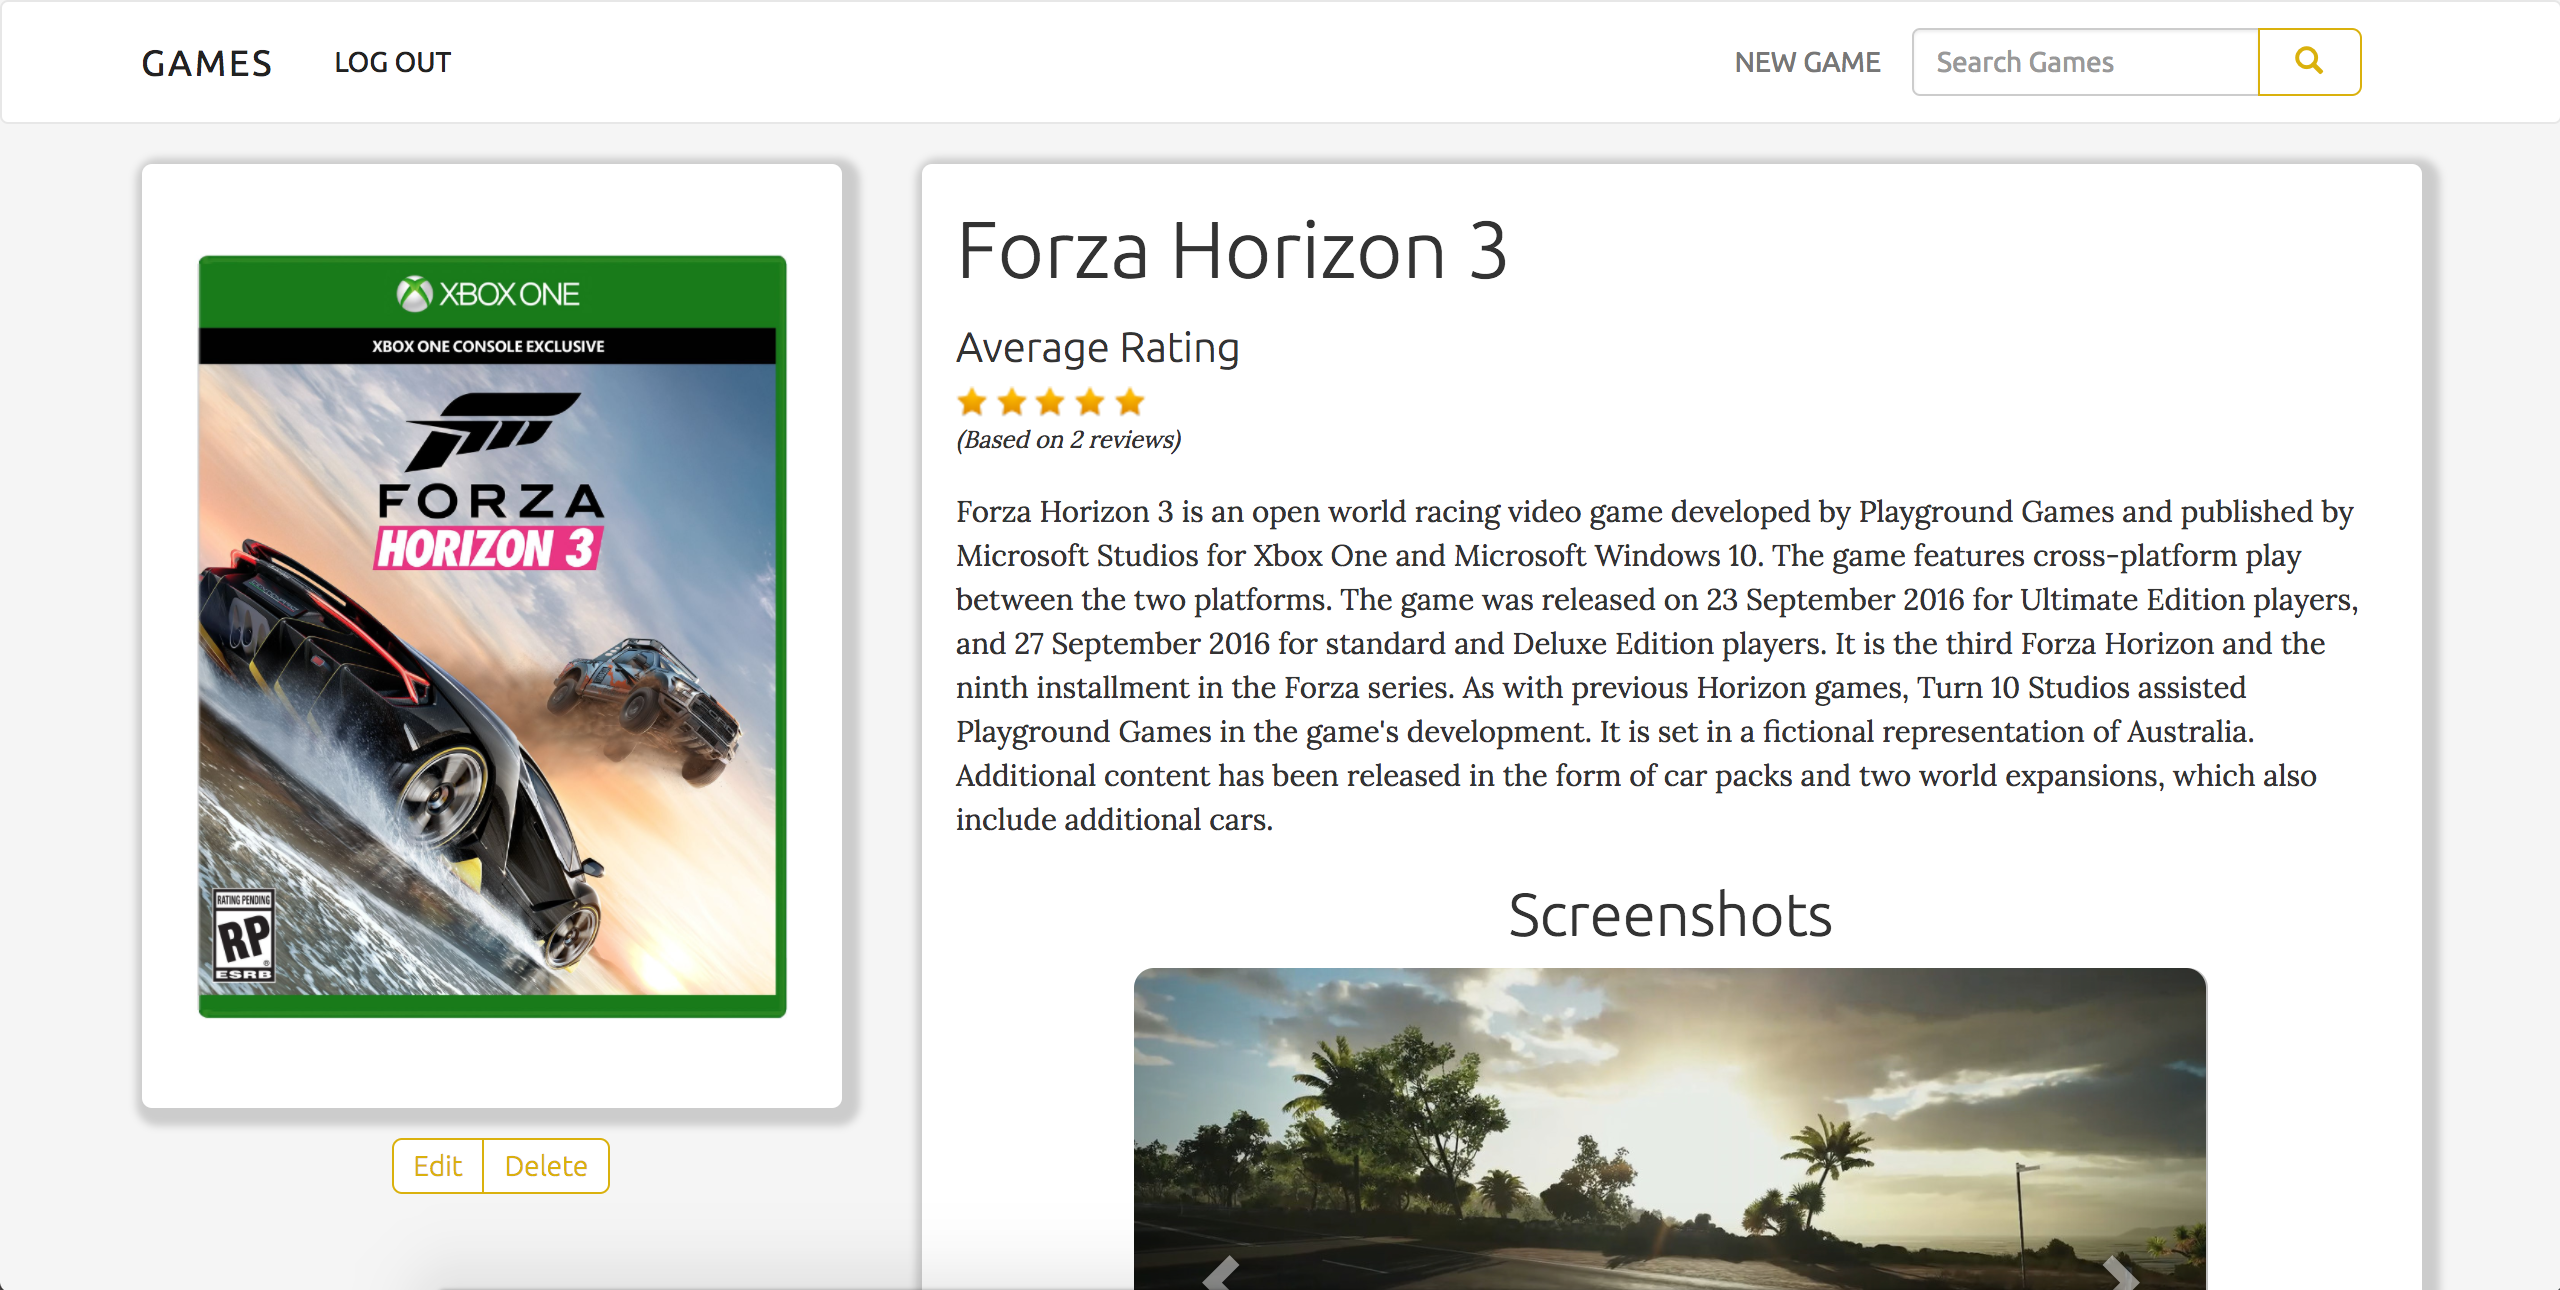 GAMES
LOG OUT
NEW GAME
Search Games
XBOX ONE
XBOX ONE CONSOLE EXCLUSIVE
FORZA
HORIZON 3
RATING PENDING
RP
ESRB
Edit
Delete
Forza Horizon 3
Average Rating
(Based on 2 reviews)
Forza Horizon 3 is an open world racing video game developed by Playground Games and published by
Microsoft Studios for Xbox One and Microsoft Windows 10. The game features cross-platform play
between the two platforms. The game was released on 23 September 2016 for Ultimate Edition players,
and 27 September 2016 for standard and Deluxe Edition players. It is the third Forza Horizon and the
ninth installment in the Forza series. As with previous Horizon games, Turn 10 Studios assisted
Playground Games in the game's development. It is set in a fictional representation of Australia.
Additional content has been released in the form of car packs and two world expansions, which also
include additional cars.
Screenshots